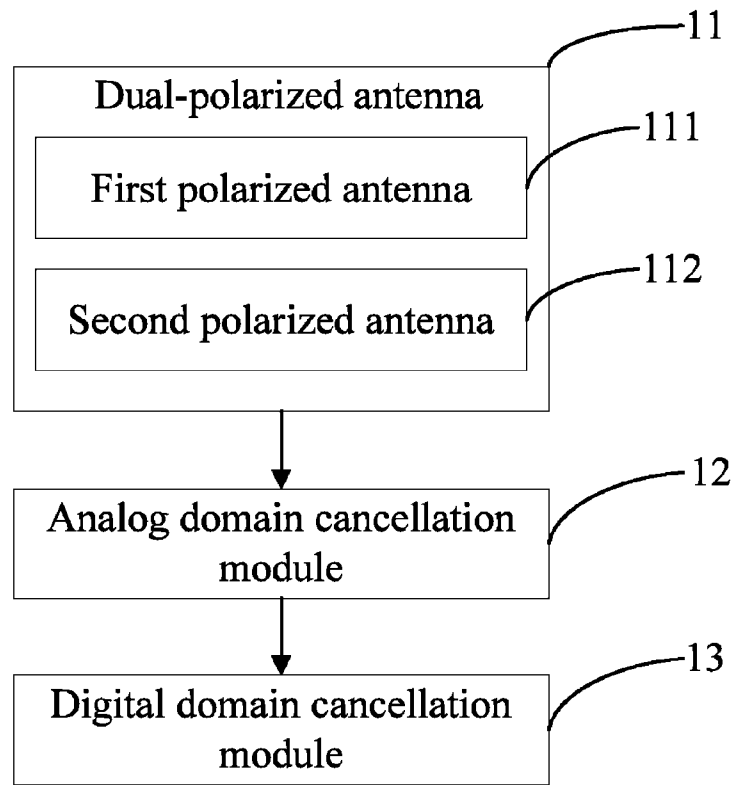 11
Dual-polarized antenna
111
First polarized antenna
112
Second polarized antenna
12
Analog domain cancellation
module
13
Digital domain cancellation
module